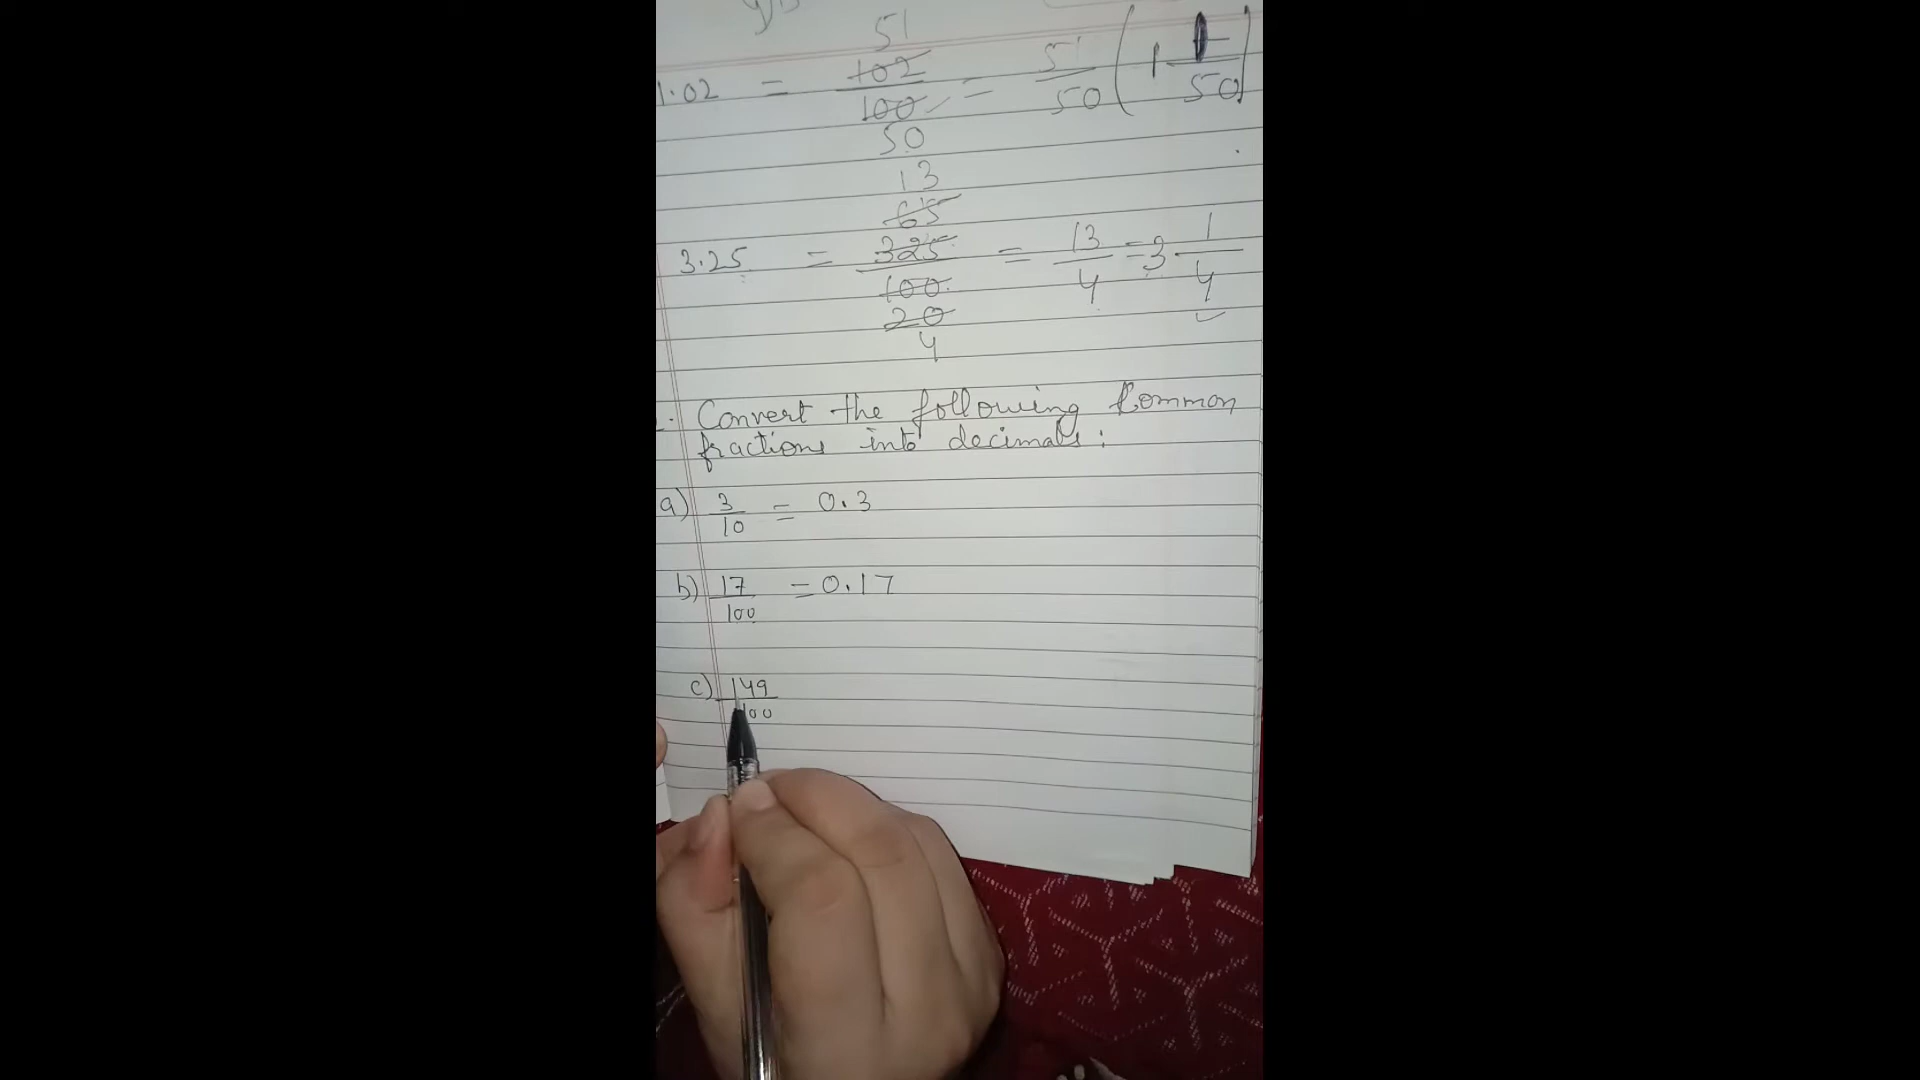 51
1.02 = 102/100 = 51/50 (1 1/50)
50
13
65
3.25 = 325/100 = 13/4 = 3 1/4
20
4
Convert the following Common
fractions into decimals:
a) 3/10 = 0.3
b) 17/100 = 0.17
c) 149/100